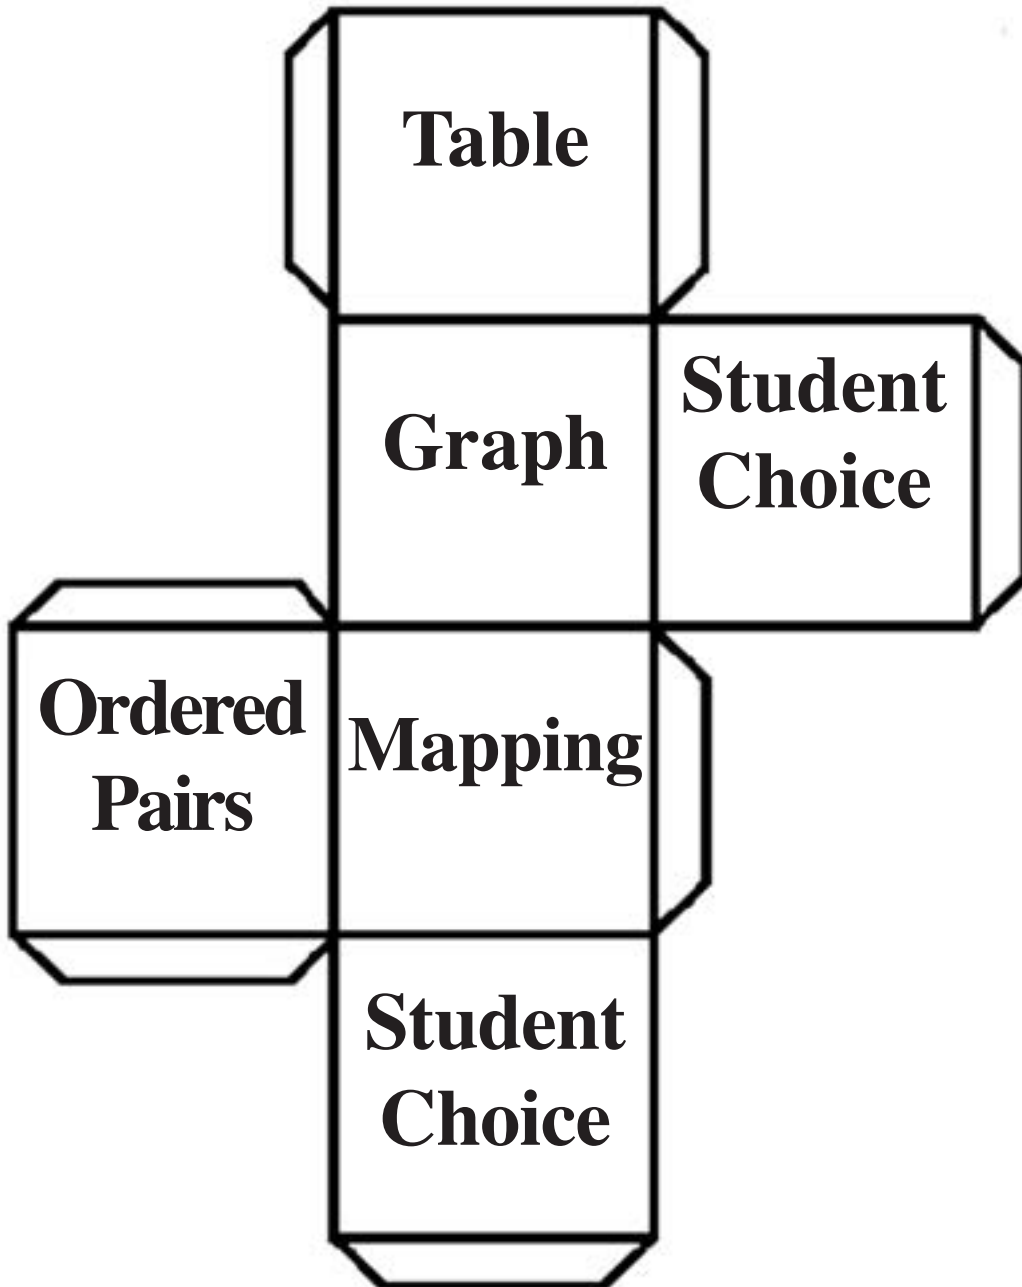 Table
Graph
Student
Choice
Ordered
Pairs
Mapping
Student
Choice